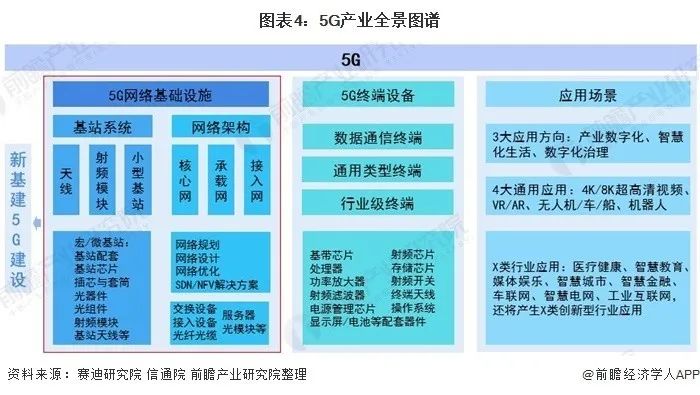 图表4：5G产业全景图谱
5G
新基建5G建设
5G网络基础设施
基站系统
网络架构
天线
射频模块
小型基站
核心网
承载网
接入网
宏/微基站：
基站配套
基站芯片
插芯与套筒
光器件
光组件
射频模块
基站天线等
网络规划
网络设计
网络优化
SDN/NFV解决方案
交换设备
接入设备
光纤光缆
服务器
光模块等
5G终端设备
数据通信终端
通用类型终端
行业级终端
基带芯片 射频芯片
处理器 存储芯片
功率放大器 射频开关
射频滤波器 终端天线
电源管理芯片 操作系统
显示屏/电池等配套器件
应用场景
3大应用方向：产业数字化、智慧
化生活、数字化治理
4大通用应用：4K/8K超高清视频、
VR/AR、无人机/车/船、机器人
X类行业应用：医疗健康、智慧教育、
媒体娱乐、智慧城市、智慧金融、
车联网、智慧电网、工业互联网，
还将产生X类创新型行业应用
资料来源：赛迪研究院 信通院 前瞻产业研究院整理
@前瞻经济学人APP
前瞻产业研究院